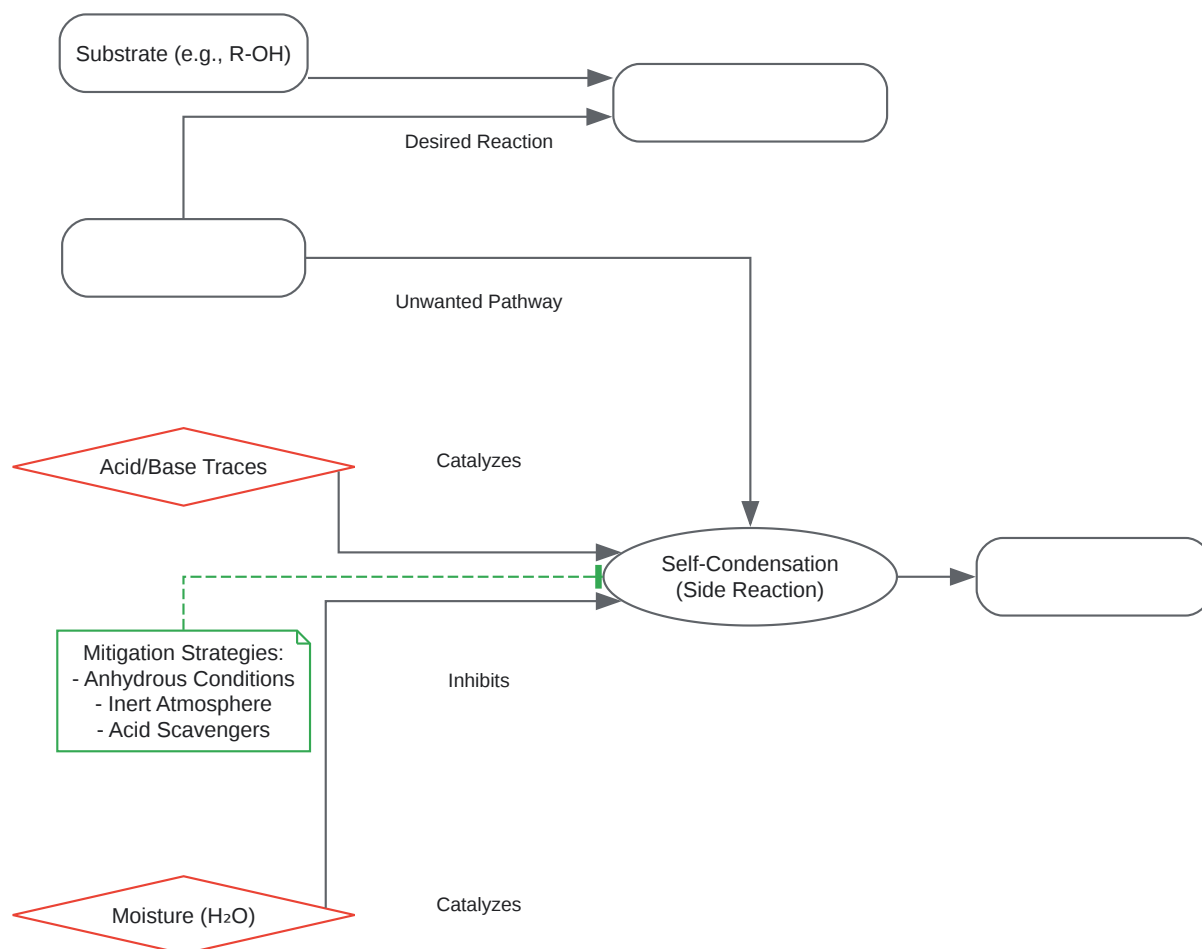 Substrate (e.g., R-OH)
Desired Reaction
Unwanted Pathway
Acid/Base Traces
Catalyzes
Self-Condensation
(Side Reaction)
Mitigation Strategies:
- Anhydrous Conditions
- Inert Atmosphere
- Acid Scavengers
Inhibits
Moisture (H₂O)
Catalyzes